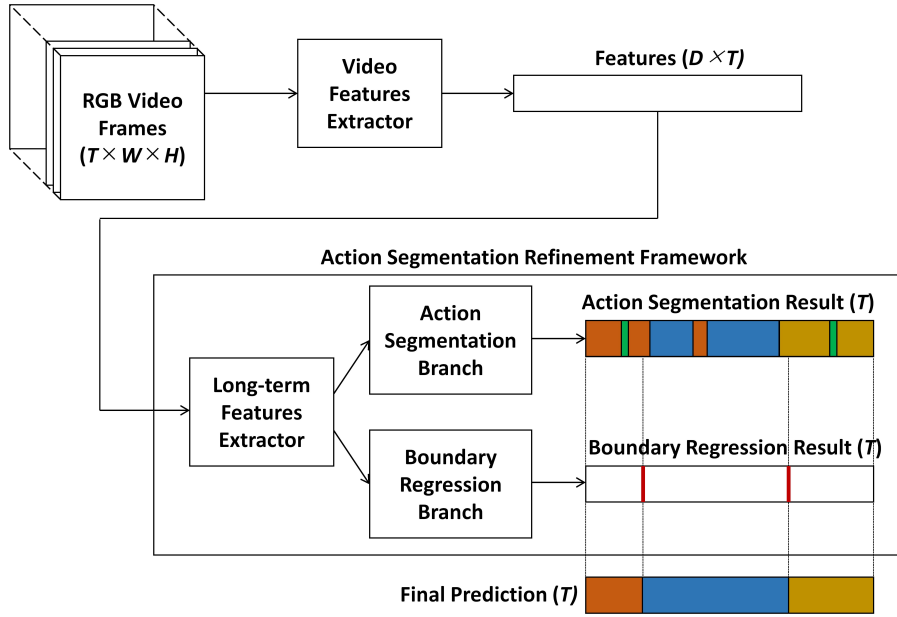 RGB Video
Frames
(T×W×H)
Video
Features
Extractor
Features (D×T)
Action Segmentation Refinement Framework
Long-term
Features
Extractor
Action
Segmentation
Branch
Action Segmentation Result (T)
Boundary
Regression
Branch
Boundary Regression Result (T)
Final Prediction (T)